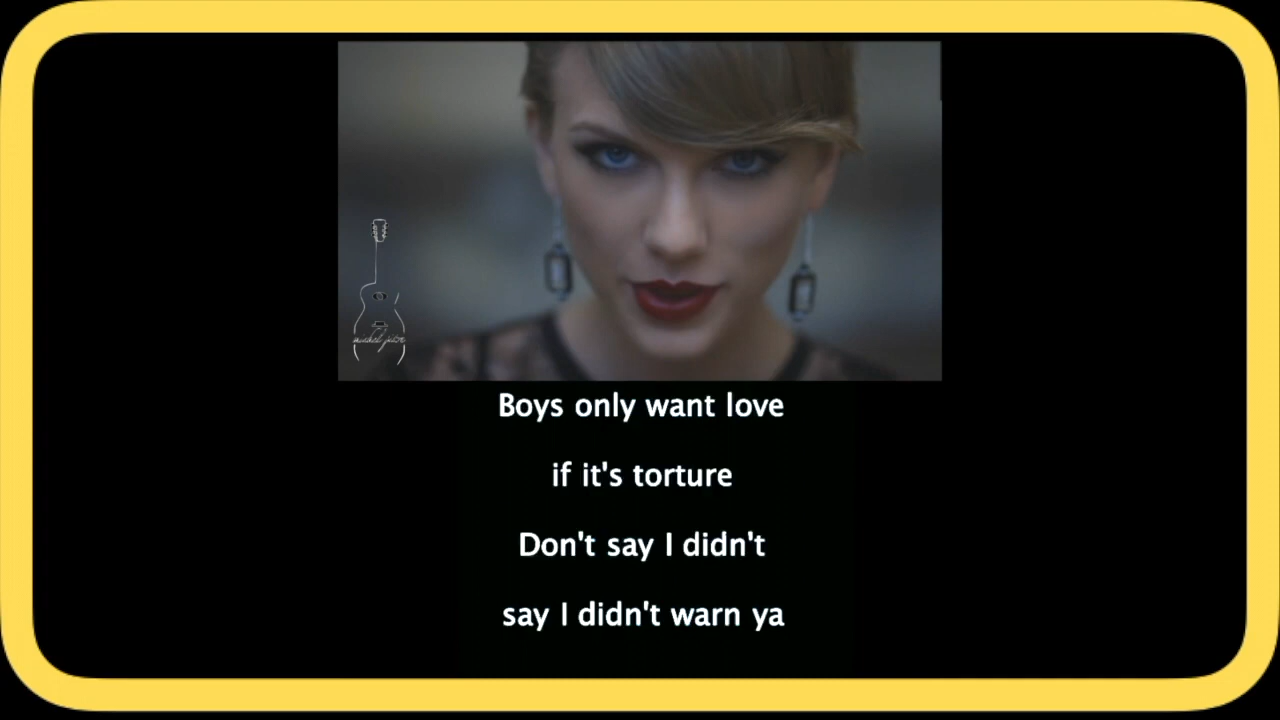 Boys only want love
if it's torture
Don't say I didn't
say I didn't warn ya